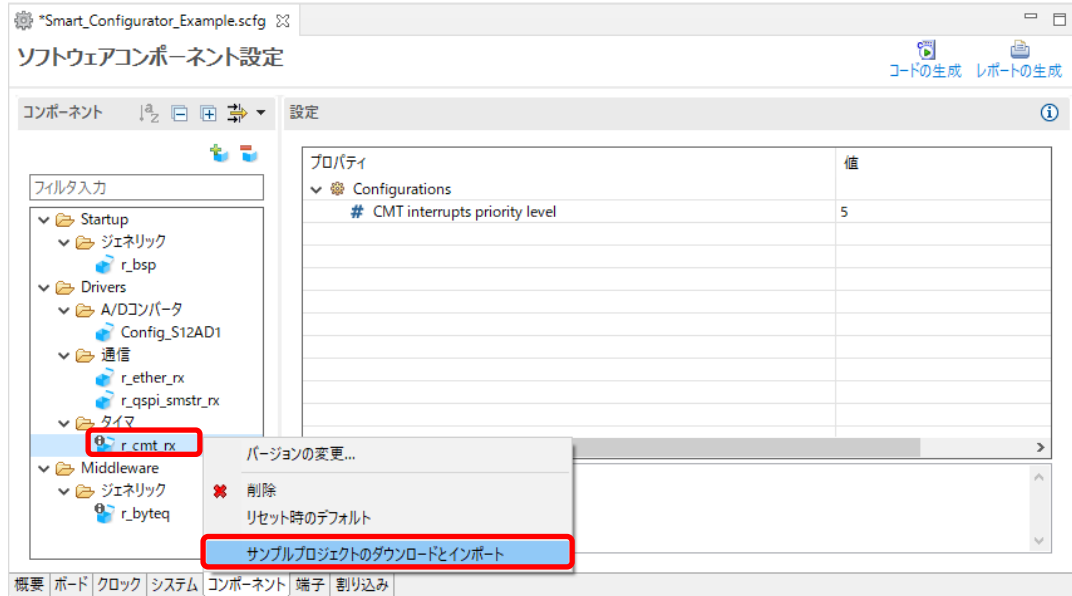 *Smart_Configurator_Example.scfg
ソフトウェアコンポーネント設定
コードの生成 レポートの生成
コンポーネント
設定
フィルタ入力
Startup
ジェネリック
r_bsp
Drivers
A/Dコンバータ
Config_S12AD1
通信
r_ether_rx
r_qspi_smstr_rx
タイマ
r_cmt_rx
Middleware
ジェネリック
r_byteq
プロパティ 値
Configurations
# CMT interrupts priority level 5
バージョンの変更...
削除
リセット時のデフォルト
サンプルプロジェクトのダウンロードとインポート
概要 ボード クロック システム コンポーネント 端子 割り込み